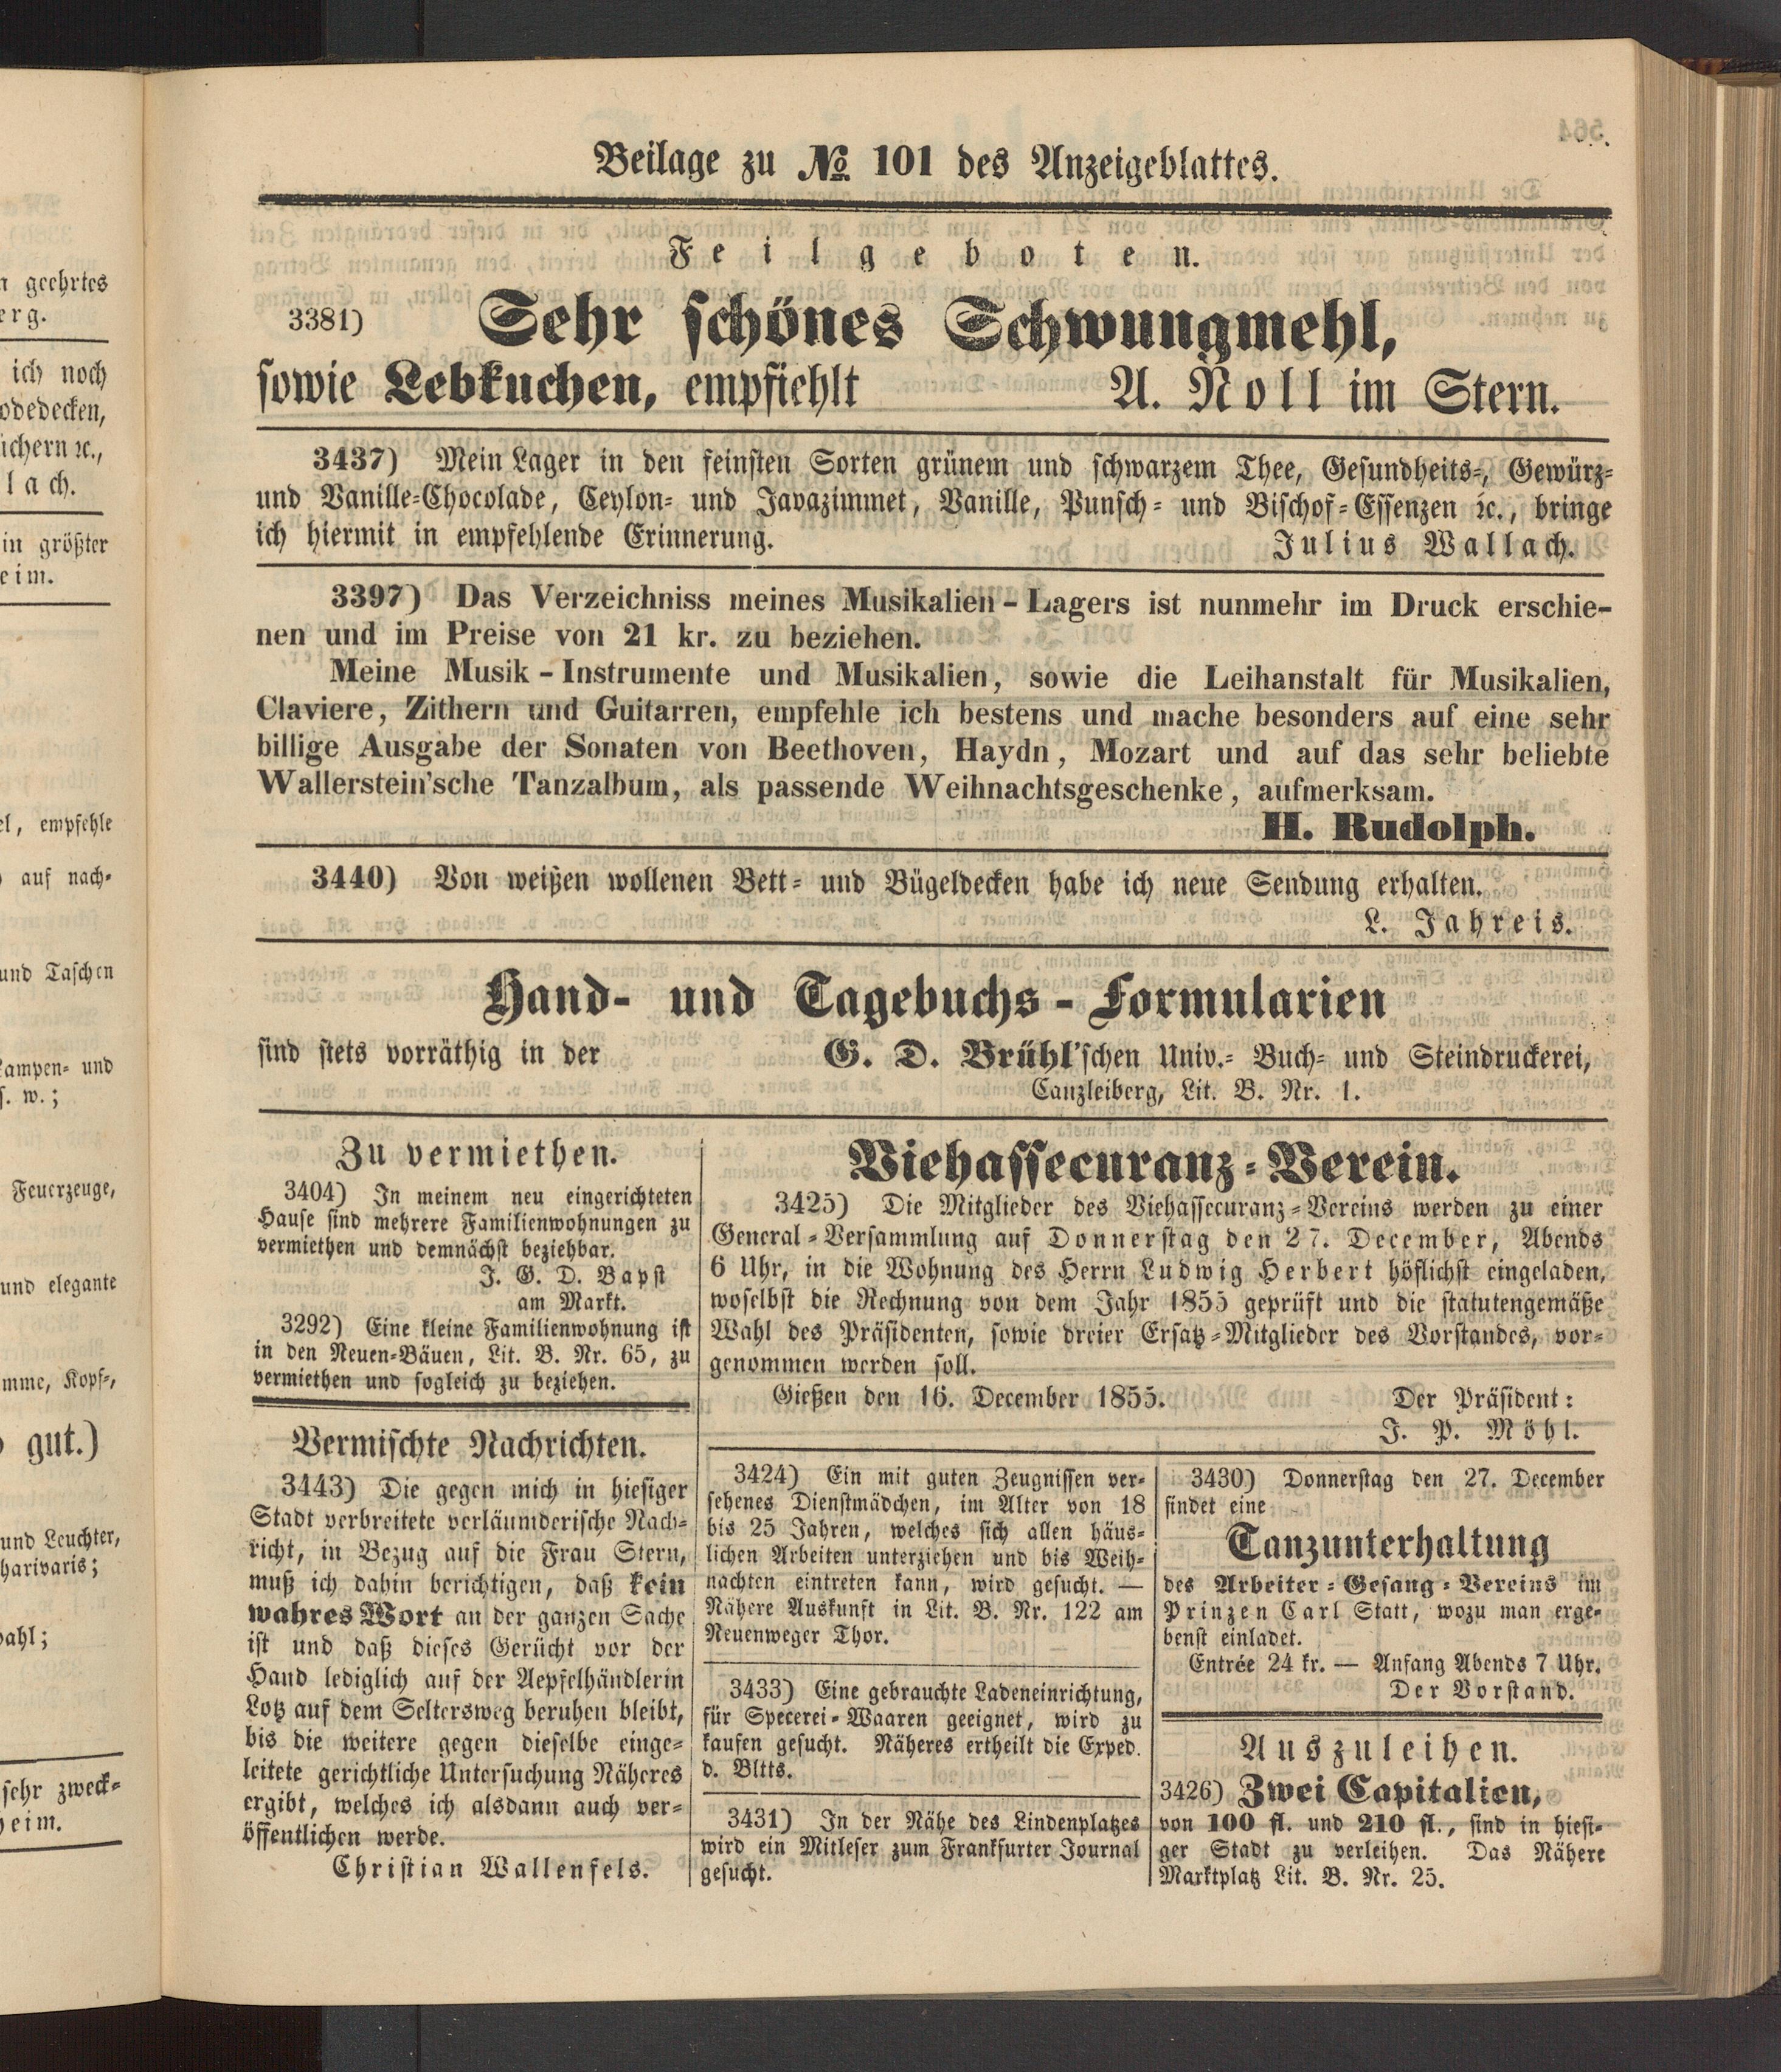 Beilage zu № 101 des Anzeigeblattes.
Feilgeboten.
3381) Sehr schönes Schwungmehl,
sowie Lebkuchen, empfiehlt A. Noll im Stern.
3437) Mein Lager in den feinsten Sorten grünem und schwarzem Thee, Gesundheits-, Gewürz-
und Vanille-Chocolade, Ceylon- und Javazimmet, Vanille, Punsch- und Bischof-Essenzen ꝛc., bringe
ich hiermit in empfehlende Erinnerung. Julius Wallach.
3397) Das Verzeichniss meines Musikalien-Lagers ist nunmehr im Druck erschie-
nen und im Preise von 21 kr. zu beziehen.
Meine Musik-Instrumente und Musikalien, sowie die Leihanstalt für Musikalien,
Claviere, Zithern und Guitarren, empfehle ich bestens und mache besonders auf eine sehr
billige Ausgabe der Sonaten von Beethoven, Haydn, Mozart und auf das sehr beliebte
Wallerstein'sche Tanzalbum, als passende Weihnachtsgeschenke, aufmerksam.
H. Rudolph.
3440) Von weißen wollenen Bett- und Bügeldecken habe ich neue Sendung erhalten.
L. Jahreis.
Hand- und Tagebuchs-Formularien
sind stets vorräthig in der G. D. Brühl'schen Univ.- Buch- und Steindruckerei,
Canzleiberg, Lit. B. Nr. 1.
Zu vermiethen.
3404) In meinem neu eingerichteten
Hause sind mehrere Familienwohnungen zu
vermiethen und demnächst beziehbar.
J. G. D. Bapst
am Markt.
3292) Eine kleine Familienwohnung ist
in den Neuen-Bäuen, Lit. B. Nr. 65, zu
vermiethen und sogleich zu beziehen.
Vermischte Nachrichten.
3443) Die gegen mich in hiesiger
Stadt verbreitete verläumderische Nach-
richt, in Bezug auf die Frau Stern,
muß ich dahin berichtigen, daß kein
wahres Wort an der ganzen Sache
ist und daß dieses Gerücht vor der
Hand lediglich auf der Aepfelhändlerin
Lotz auf dem Seltersweg beruhen bleibt,
bis die weitere gegen dieselbe einge-
leitete gerichtliche Untersuchung Näheres
ergibt, welches ich alsdann auch ver-
öffentlichen werde.
Christian Wallenfels.
Viehassecuranz-Verein.
3425) Die Mitglieder des Viehassecuranz-Vereins werden zu einer
General-Versammlung auf Donnerstag den 27. December, Abends
6 Uhr, in die Wohnung des Herrn Ludwig Herbert höflichst eingeladen,
woselbst die Rechnung von dem Jahr 1855 geprüft und die statutengemäße
Wahl des Präsidenten, sowie dreier Ersatz-Mitglieder des Vorstandes, vor-
genommen werden soll.
Gießen den 16. December 1855. Der Präsident:
J. P. Möhl.
3424) Ein mit guten Zeugnissen ver-
sehenes Dienstmädchen, im Alter von 18
bis 25 Jahren, welches sich allen häus-
lichen Arbeiten unterziehen und bis Weih-
nachten eintreten kann, wird gesucht. —
Nähere Auskunft in Lit. B. Nr. 122 am
Neuenweger Thor.
3433) Eine gebrauchte Ladeneinrichtung,
für Specerei-Waaren geeignet, wird zu
kaufen gesucht. Näheres ertheilt die Exped.
d. Bltts.
3431) In der Nähe des Lindenplatzes
wird ein Mitleser zum Frankfurter Journal
gesucht.
3430) Donnerstag den 27. December
findet eine
Tanzunterhaltung
des Arbeiter-Gesang-Vereins im
Prinzen Carl Statt, wozu man erge-
benst einladet.
Entrée 24 kr. — Anfang Abends 7 Uhr.
Der Vorstand.
Auszuleihen.
3426) Zwei Capitalien,
von 100 fl. und 210 fl., sind in hiesi-
ger Stadt zu verleihen. Das Nähere
Marktplatz Lit. B. Nr. 25.